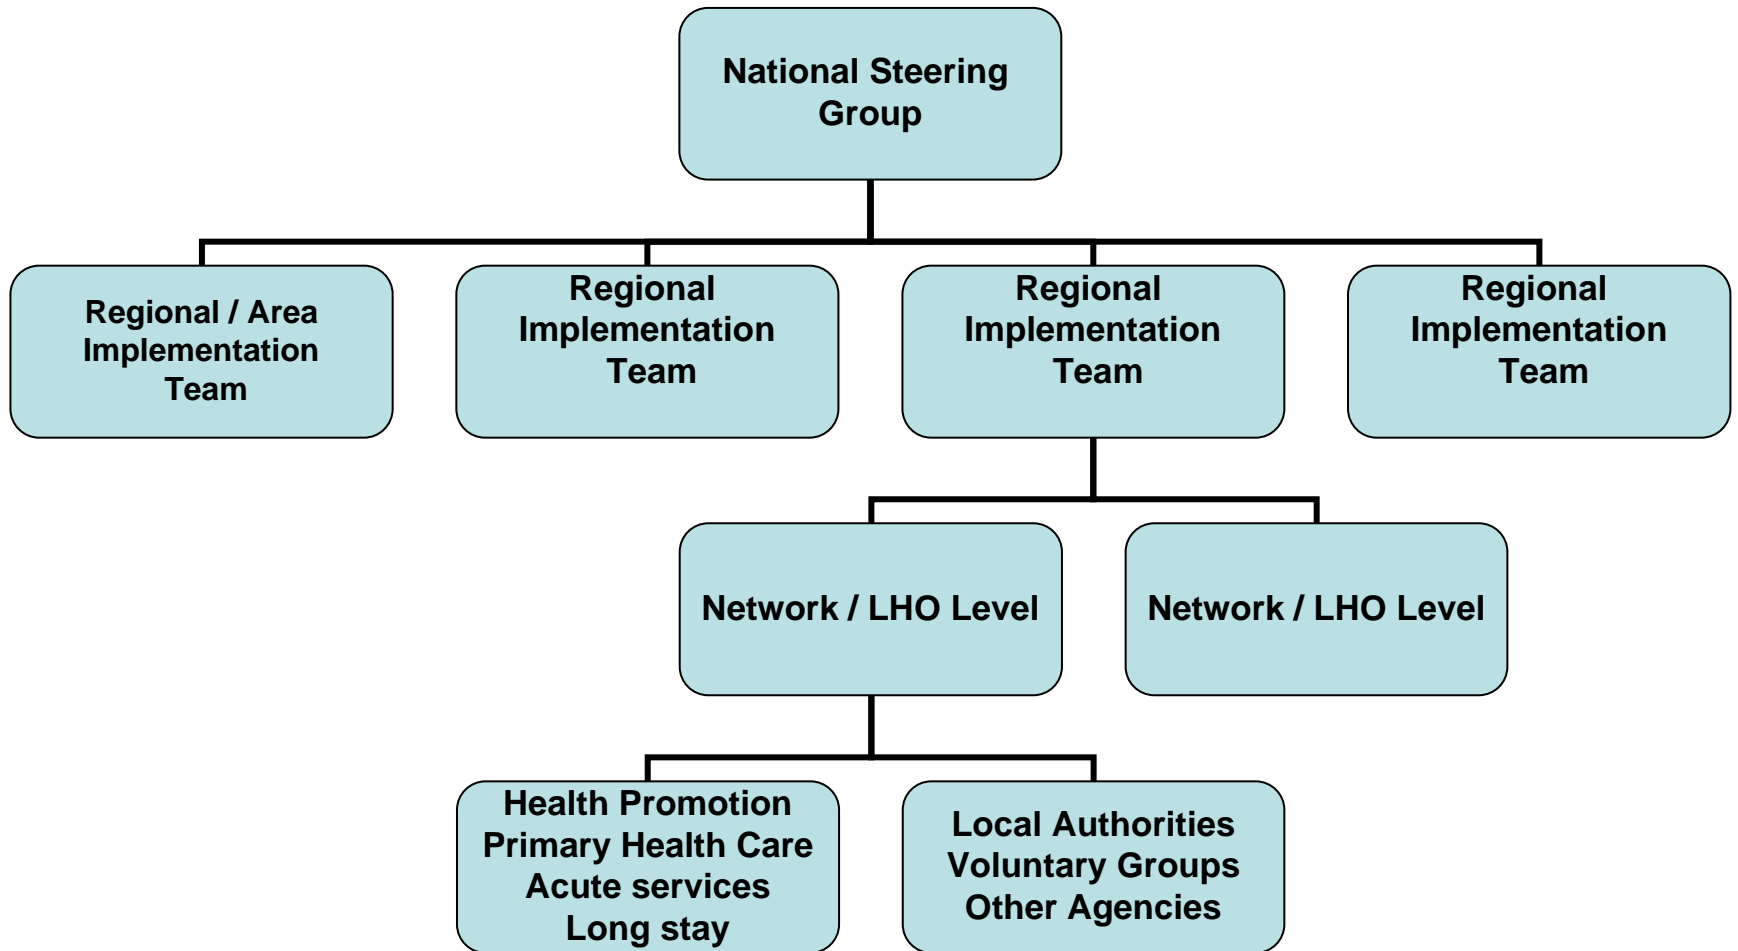 National Steering
Group
Regional / Area
Implementation
Team
Regional
Implementation
Team
Regional
Implementation
Team
Regional
Implementation
Team
Network / LHO Level
Network / LHO Level
Health Promotion
Primary Health Care
Acute services
Long stay
Local Authorities
Voluntary Groups
Other Agencies